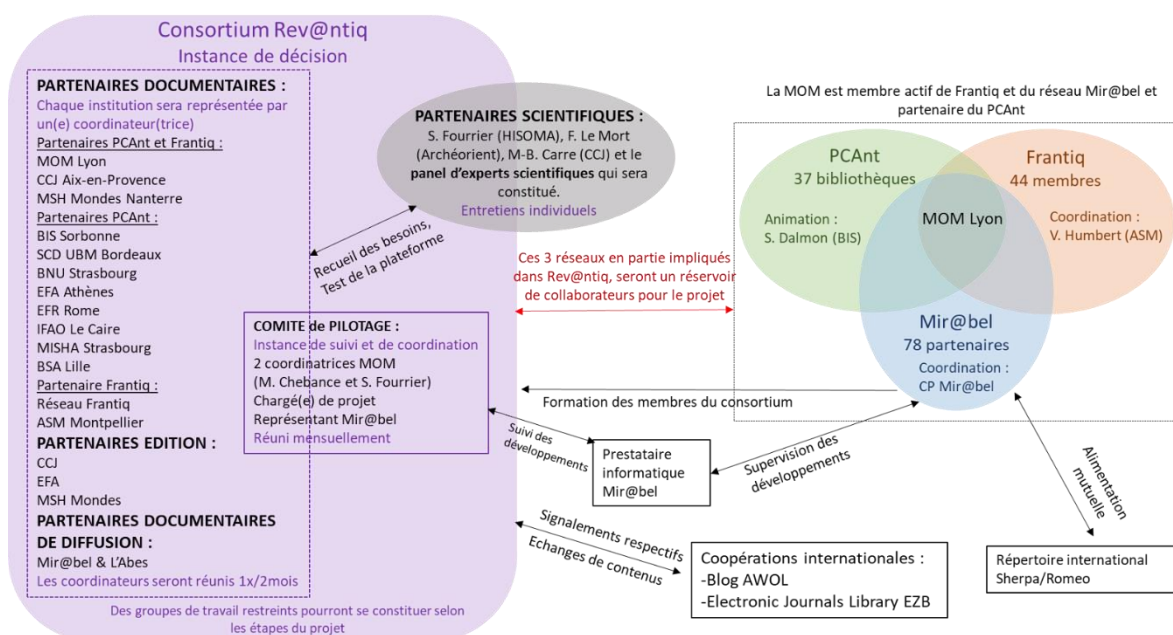 Consortium Rev@ntiq
Instance de décision
PARTENAIRES DOCUMENTAIRES :
Chaque institution sera représentée par
un(e) coordinateur(trice)
Partenaires PCAnt et Frantiq :
MOM Lyon
CCJ Aix-en-Provence
MSH Mondes Nanterre
Partenaires PCAnt :
BIS Sorbonne
SCD UBM Bordeaux
BNU Strasbourg
EFA Athènes
EFR Rome
IFAO Le Caire
MISHA Strasbourg
BSA Lille
Partenaire Frantiq :
Réseau Frantiq
ASM Montpellier
PARTENAIRES EDITION :
CCJ
EFA
MSH Mondes
PARTENAIRES DOCUMENTAIRES
DE DIFFUSION :
Mir@bel & L'Abes
Les coordinateurs seront réunis 1x/2mois
Des groupes de travail restreints pourront se constituer selon
les étapes du projet
COMITE de PILOTAGE :
Instance de suivi et de coordination
2 coordinatrices MOM
(M. Chebance et S. Fourrier)
Chargé(e) de projet
Représentant Mir@bel
Réuni mensuellement
PARTENAIRES SCIENTIFIQUES :
S. Fourrier (HISOMA), F. Le Mort
(Archéorient), M-B. Carre (CCJ) et le
panel d'experts scientifiques qui sera
constitué.
Entretiens individuels
Recueil des besoins,
Test de la plateforme
Ces 3 réseaux en partie impliqués
dans Rev@ntiq, seront un réservoir
de collaborateurs pour le projet
La MOM est membre actif de Frantiq et du réseau Mir@bel et
partenaire du PCAnt
PCAnt
37 bibliothèques
Animation :
S. Dalmon (BIS)
MOM Lyon
Frantiq
44 membres
Coordination :
V. Humbert (ASM)
Mir@bel
78 partenaires
Coordination :
CP Mir@bel
Formation des membres du consortium
Suivi des
développements
Prestataire
informatique
Mir@bel
Supervision des
développements
Alimentation
mutuelle
Signalements respectifs
Echanges de contenus
Coopérations internationales :
-Blog AWOL
-Electronic Journals Library EZB
Répertoire international
Sherpa/Romeo